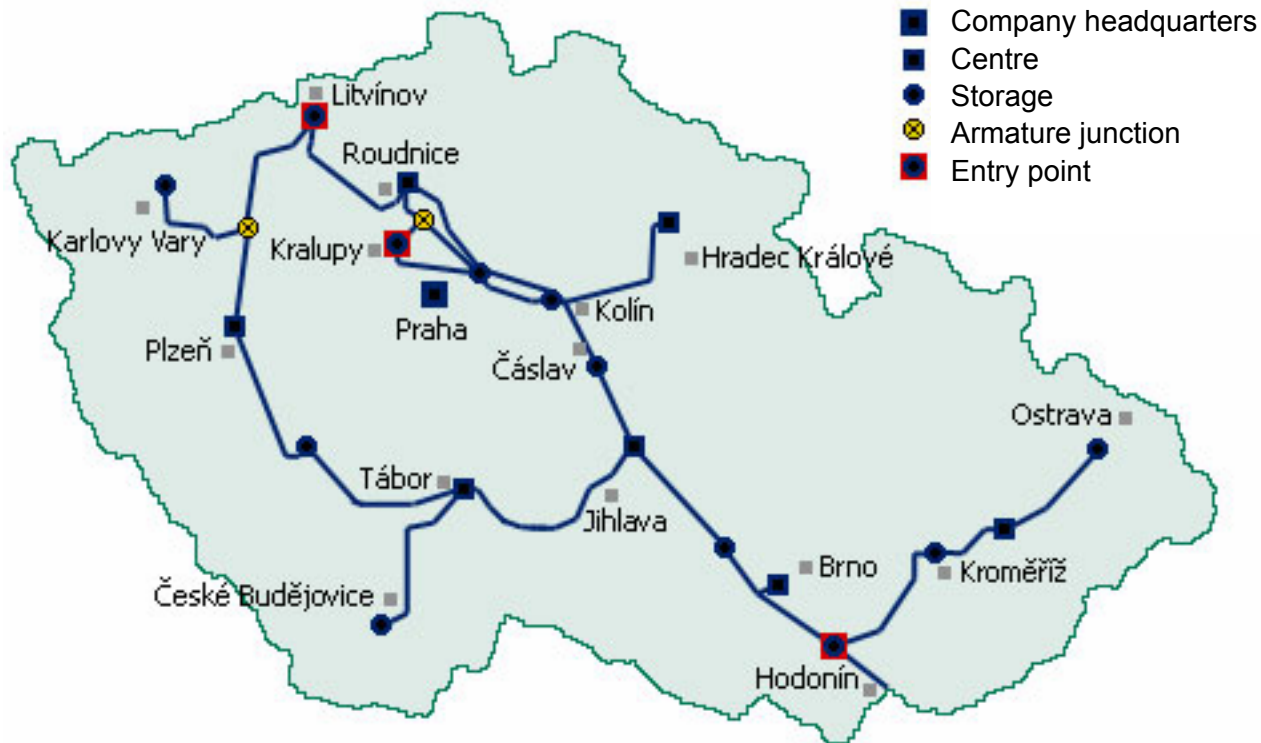 Company headquarters
Centre
Storage
Armature junction
Entry point
Litvínov
Roudnice
Karlovy Vary
Kralupy
Hradec Králové
Praha
Kolín
Plzeň
Čáslav
Ostrava
Tábor
Jihlava
Brno
Kroměříž
České Budějovice
Hodonín